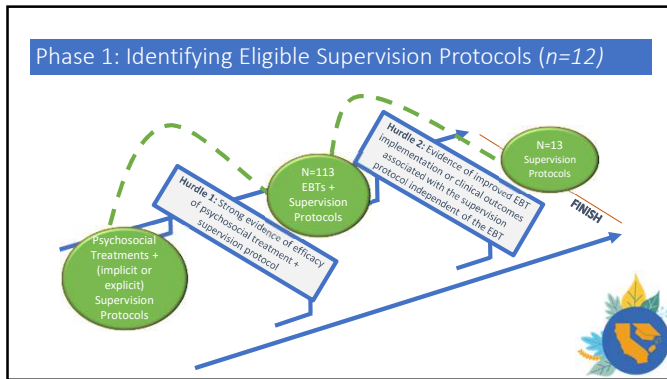 Phase 1: Identifying Eligible Supervision Protocols (n=12)
Psychosocial
Treatments +
(implicit or
explicit)
Supervision
Protocols
Hurdle 1: Strong evidence of efficacy
of psychosocial treatment +
supervision protocol
N=113
EBTs +
Supervision
Protocols
Hurdle 2: Evidence of improved EBT
implementation or clinical outcomes
associated with the supervision
protocol independent of the EBT
N=13
Supervision
Protocols
FINISH